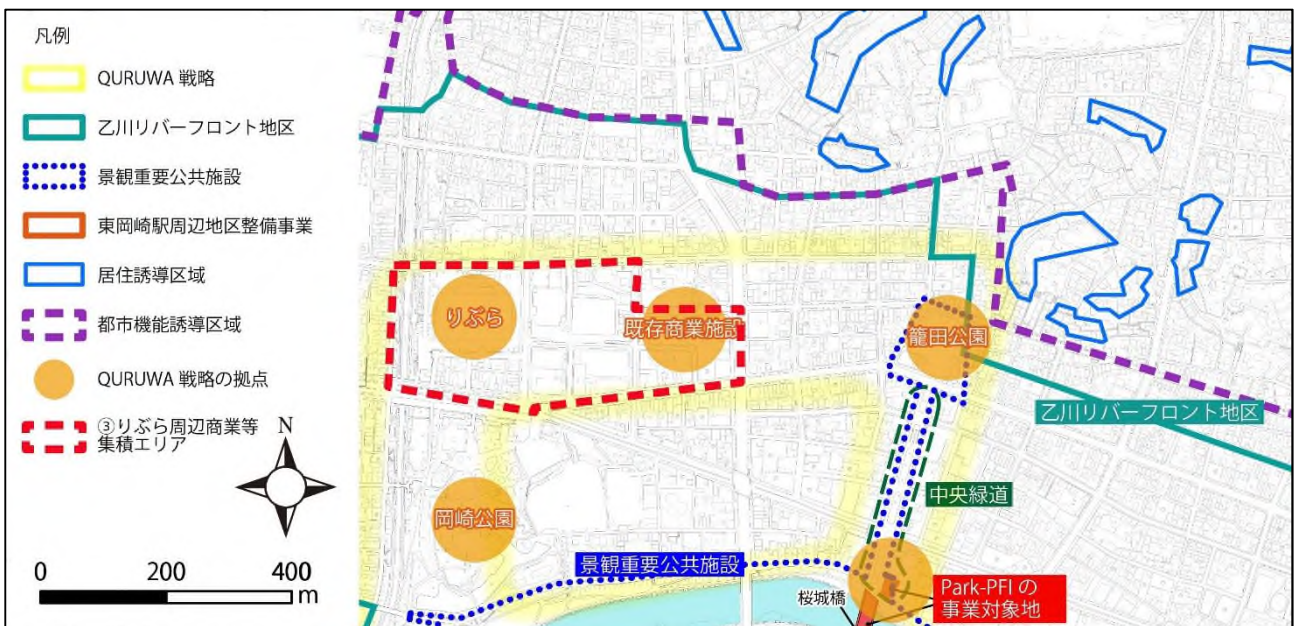 凡例
QURUWA 戦略
乙川リバーフロント地区
景観重要公共施設
東岡崎駅周辺地区整備事業
居住誘導区域
都市機能誘導区域
QURUWA 戦略の拠点
③りぶら周辺商業等
集積エリア
N
0 200 400
m
りぶら
既存商業施設
籠田公園
乙川リバーフロント地区
中央緑道
岡崎公園
景観重要公共施設
桜城橋
Park-PFI の
事業対象地